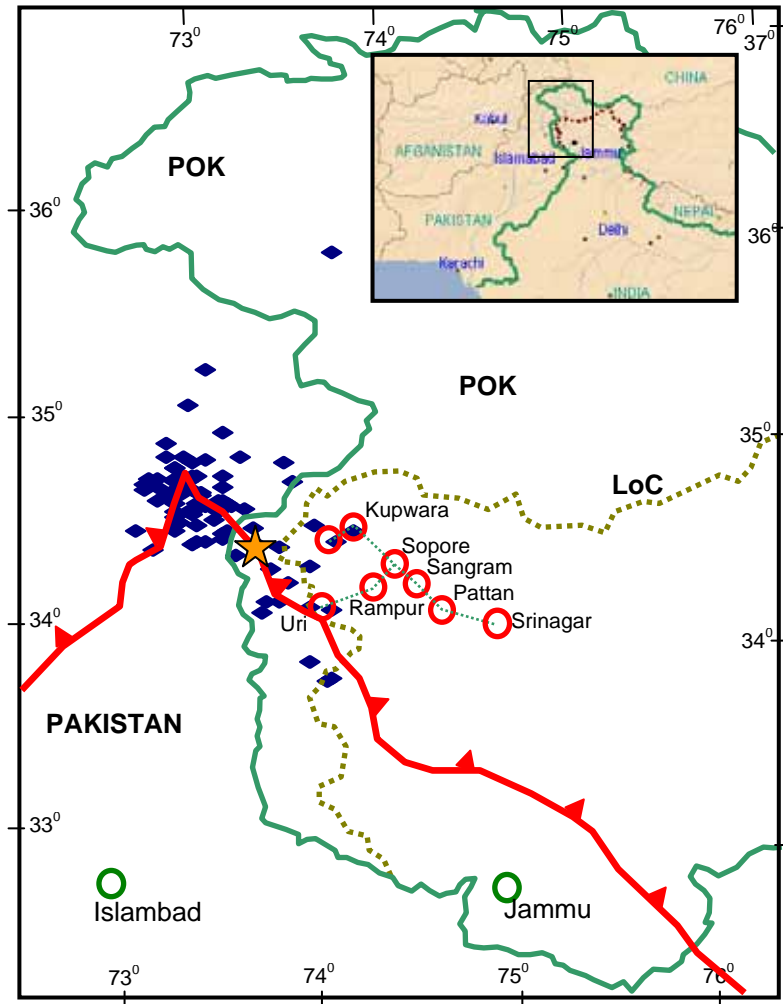 73⁰ 74⁰ 75⁰ 76⁰
37⁰
CHINA
Kabul
AFGANISTAN
Islamabad
Jammu
POK
PAKISTAN
NEPAL
Delhi
Karachi
INDIA
36⁰
36⁰
POK
35⁰
35⁰
LoC
Kupwara
Sopore
Sangram
Pattan
Rampur
Srinagar
Uri
34⁰
34⁰
PAKISTAN
33⁰
Islambad
Jammu
73⁰ 74⁰ 75⁰ 76⁰